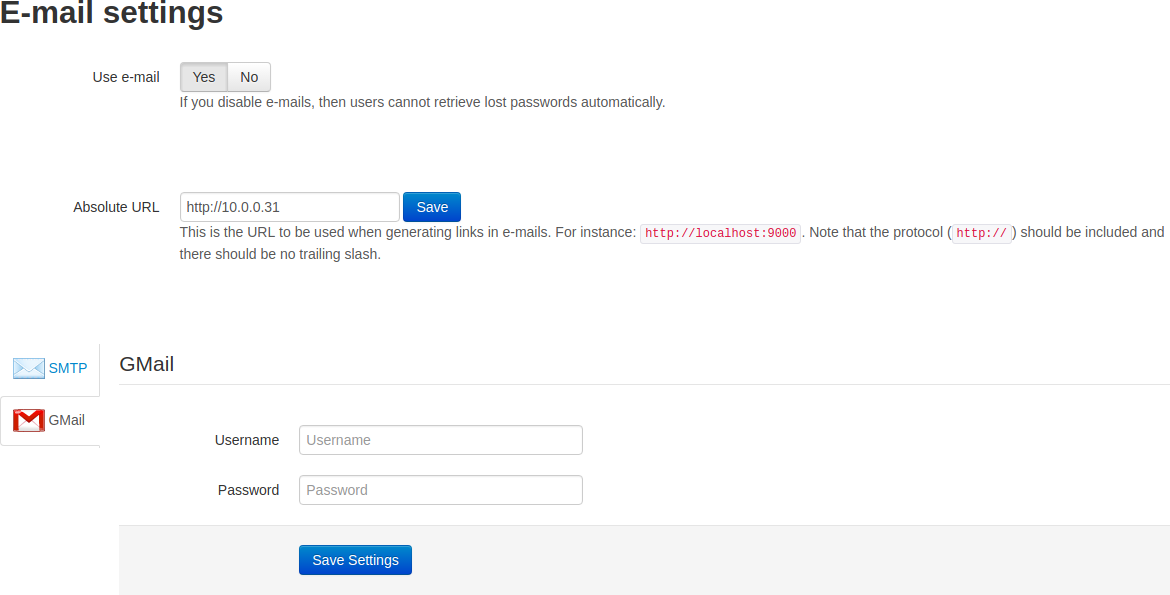 E-mail settings
Use e-mail Yes No
If you disable e-mails, then users cannot retrieve lost passwords automatically.
Absolute URL http://10.0.0.31 Save
This is the URL to be used when generating links in e-mails. For instance: http://localhost:9000. Note that the protocol (http://) should be included and
there should be no trailing slash.
SMTP
GMail
GMail
Username Username
Password Password
Save Settings